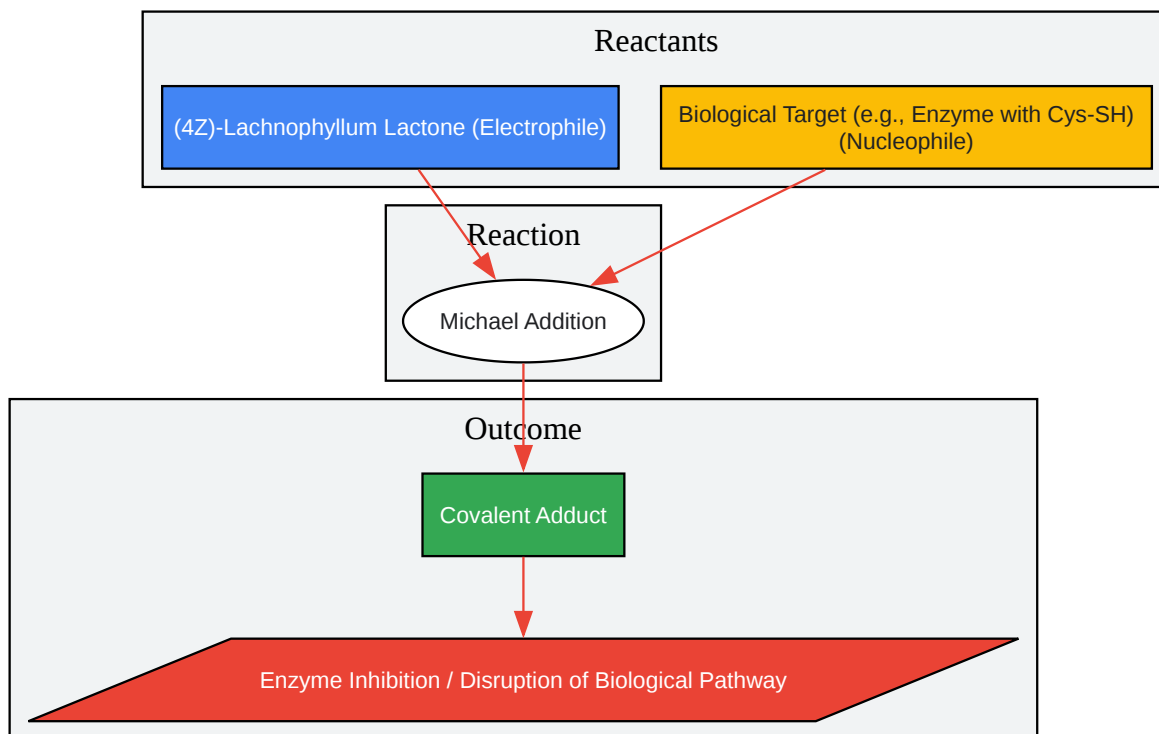 Reactants
(4Z)-Lachnophyllum Lactone (Electrophile)
Biological Target (e.g., Enzyme with Cys-SH)
(Nucleophile)
Reaction
Michael Addition
Outcome
Covalent Adduct
Enzyme Inhibition / Disruption of Biological Pathway